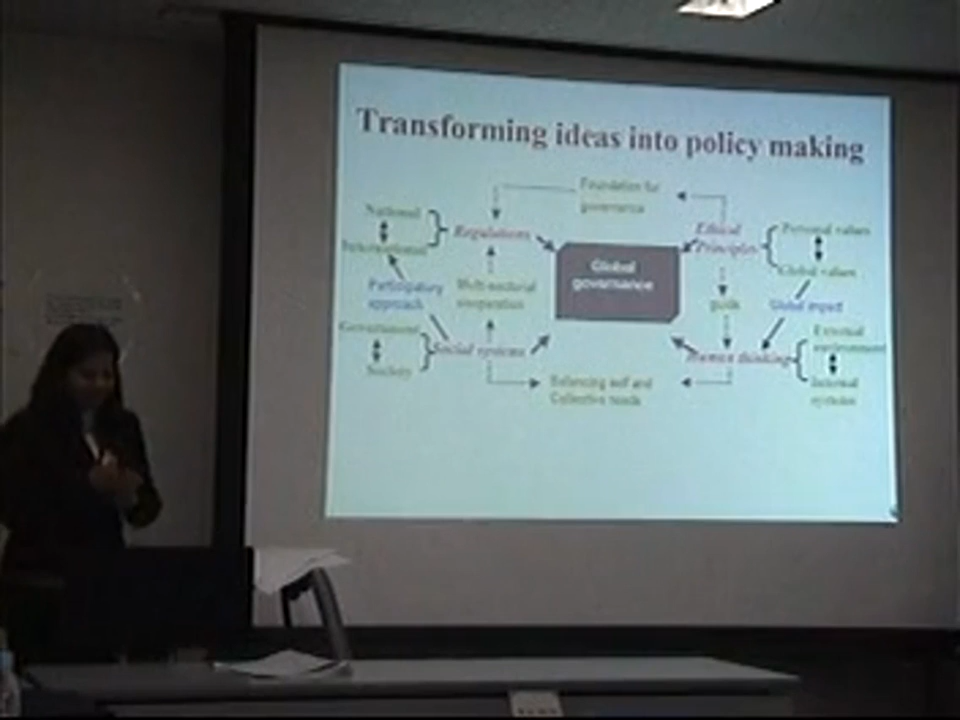 Transforming ideas into policy making
Foundation for
governance
National
International
Regulations
Ethical
Principles
Personal values
Global values
Global
governance
Participatory
approach
Multi-sectorial
cooperation
guide
Global impact
Government
Society
Social systems
Human thinking
External
environment
Internal
systems
Balancing self and
Collective needs